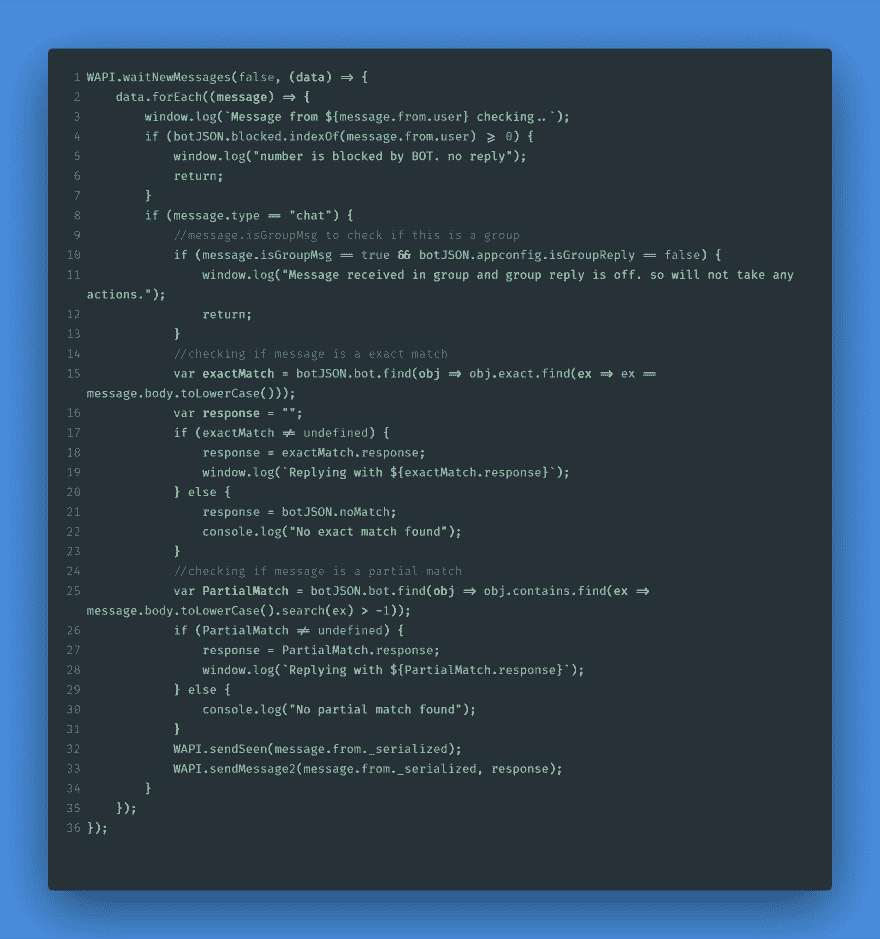 1 WAPI.waitNewMessages(false, (data) => {
2     data.forEach((message) => {
3         window.log(`Message from ${message.from.user} checking..`);
4         if (botJSON.blocked.indexOf(message.from.user) >= 0) {
5             window.log("number is blocked by BOT. no reply");
6             return;
7         }
8         if (message.type == "chat") {
9             //message.isGroupMsg to check if this is a group
10             if (message.isGroupMsg == true && botJSON.appconfig.isGroupReply == false) {
11                 window.log("Message received in group and group reply is off. so will not take any
actions.");
12                 return;
13             }
14             //checking if message is a exact match
15             var exactMatch = botJSON.bot.find(obj => obj.exact.find(ex => ex ==
message.body.toLowerCase()));
16             var response = "";
17             if (exactMatch != undefined) {
18                 response = exactMatch.response;
19                 window.log(`Replying with ${exactMatch.response}`);
20             } else {
21                 response = botJSON.noMatch;
22                 console.log("No exact match found");
23             }
24             //checking if message is a partial match
25             var PartialMatch = botJSON.bot.find(obj => obj.contains.find(ex =>
message.body.toLowerCase().search(ex) > -1));
26             if (PartialMatch != undefined) {
27                 response = PartialMatch.response;
28                 window.log(`Replying with ${PartialMatch.response}`);
29             } else {
30                 console.log("No partial match found");
31             }
32             WAPI.sendSeen(message.from._serialized);
33             WAPI.sendMessage2(message.from._serialized, response);
34         }
35     });
36 });